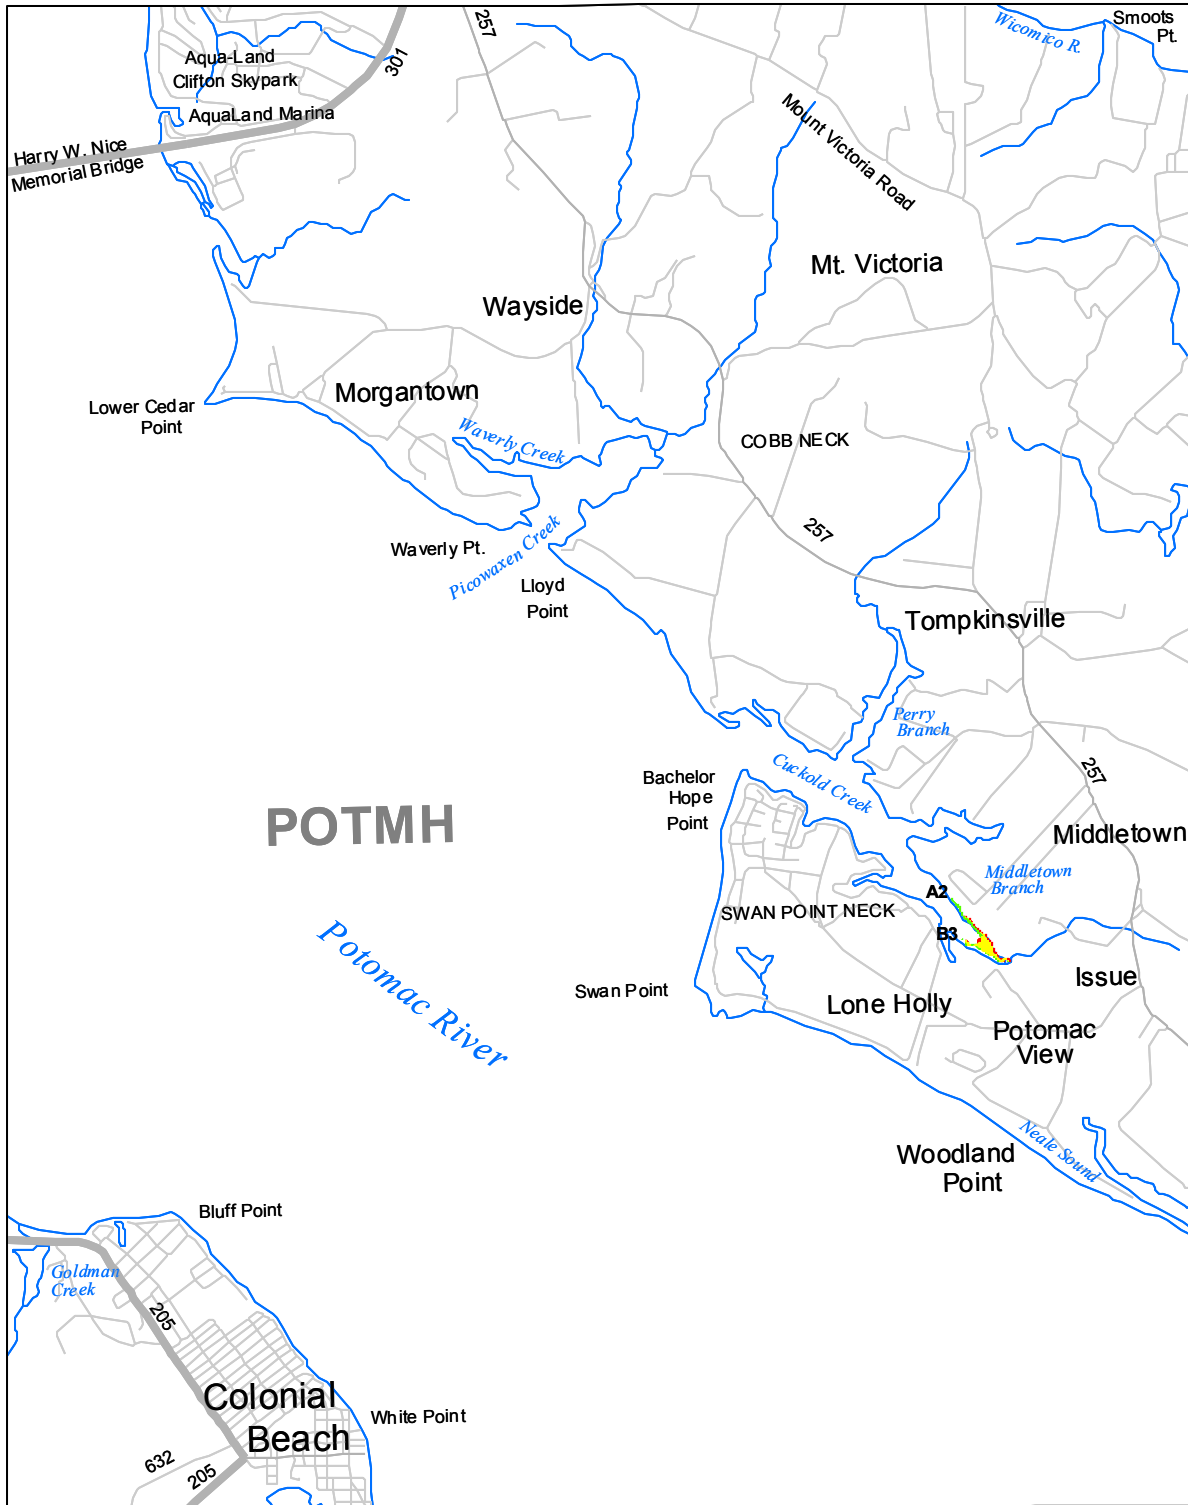 257
Wicomico R.
Smoots
Pt.
Aqua-Land
Clifton Skypark
301
AquaLand Marina
Harry W. Nice
Memorial Bridge
Mount Victoria Road
Mt. Victoria
Wayside
Morgantown
Lower Cedar
Point
Waverly Creek
COBB NECK
257
Waverly Pt.
Picowaxen Creek
Lloyd
Point
Tompkinsville
Perry
Branch
Cuckold Creek
257
Bachelor
Hope
Point
POTMH
Middletown
Middletown
Branch
A2
SWAN POINT NECK
B3
Potomac River
Swan Point
Issue
Lone Holly
Potomac
View
Neale Sound
Woodland
Point
Bluff Point
Goldman
Creek
205
Colonial
Beach
White Point
632
205